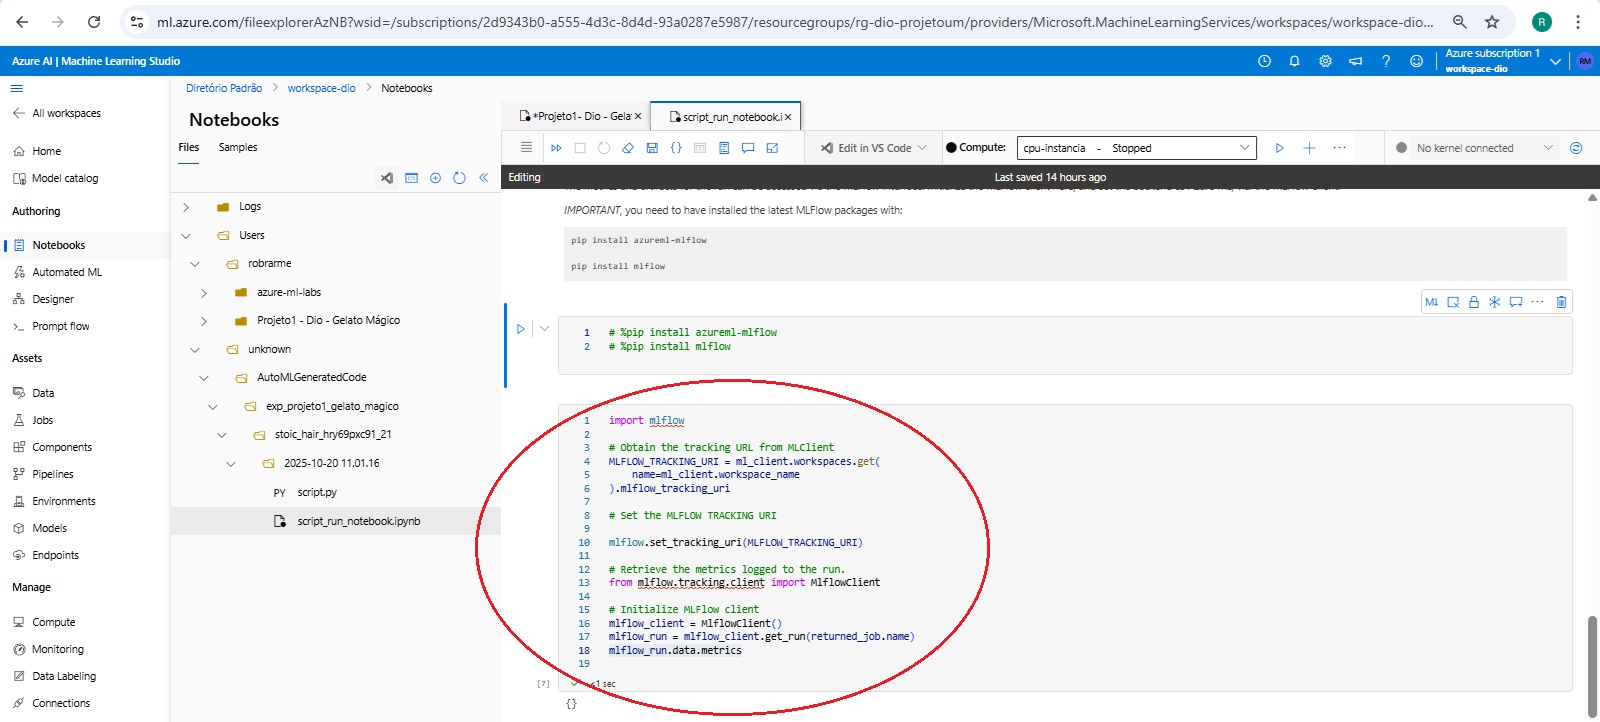 ml.azure.com/fileexplorerAzNB?wsid=/subscriptions/2d9343b0-a555-4d3c-8d4d-93a0287e5987/resourcegroups/rg-dio-projetoum/providers/Microsoft.MachineLearningServices/workspaces/workspace-dio...
R
Azure AI | Machine Learning Studio
Azure subscription 1
workspace-dio
RM
All workspaces
Home
Model catalog
Authoring
Notebooks
Automated ML
Designer
Prompt flow
Assets
Data
Jobs
Components
Pipelines
Environments
Models
Endpoints
Manage
Compute
Monitoring
Data Labeling
Connections
Diretório Padrão > workspace-dio > Notebooks
Notebooks
Files Samples
Logs
Users
robrarme
azure-ml-labs
Projeto1 - Dio - Gelato Mágico
unknown
AutoMLGeneratedCode
exp_projeto1_gelato_magico
stoic_hair_hry69pxc91_21
2025-10-20 11.01.16
PY script.py
script_run_notebook.ipynb
*Projeto1- Dio - Gela
script_run_notebook.i
Edit in VS Code
Compute: cpu-instancia - Stopped
No kernel connected
Editing
Last saved 14 hours ago
IMPORTANT, you need to have installed the latest MLFlow packages with:
pip install azureml-mlflow
pip install mlflow
M↓
1 # %pip install azureml-mlflow
2 # %pip install mlflow
1 import mlflow
2
3 # Obtain the tracking URL from MLClient
4 MLFLOW_TRACKING_URI = ml_client.workspaces.get(
5 name=ml_client.workspace_name
6 ).mlflow_tracking_uri
7
8 # Set the MLFLOW TRACKING URI
9
10 mlflow.set_tracking_uri(MLFLOW_TRACKING_URI)
11
12 # Retrieve the metrics logged to the run.
13 from mlflow.tracking.client import MlflowClient
14
15 # Initialize MLFlow client
16 mlflow_client = MlflowClient()
17 mlflow_run = mlflow_client.get_run(returned_job.name)
18 mlflow_run.data.metrics
19
[7] <1 sec
{}